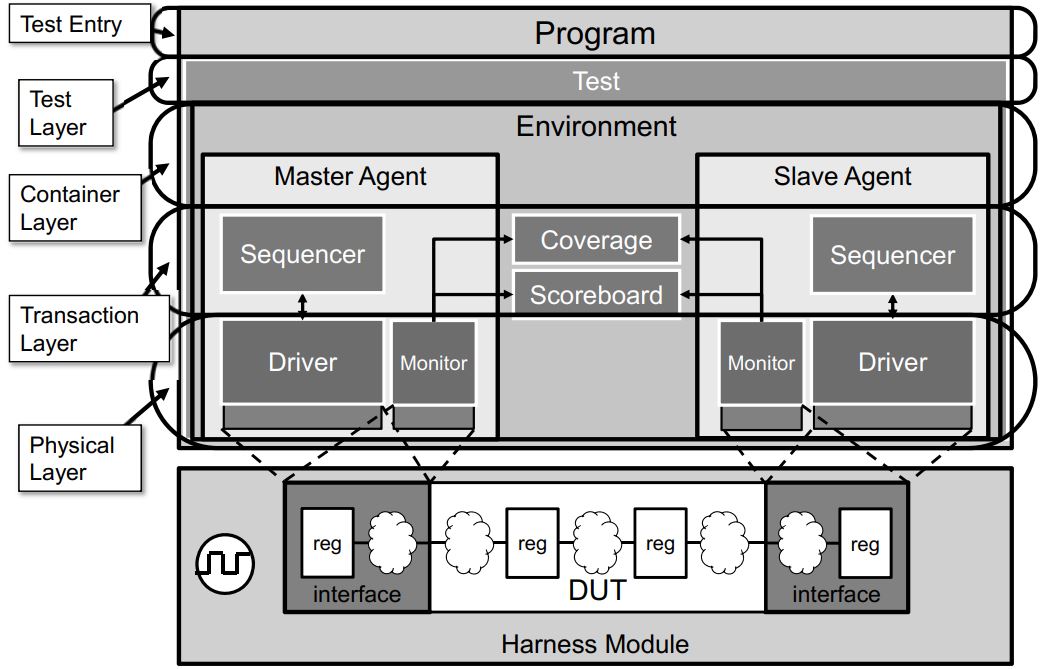 Test Entry
Program
Test
Test
Layer
Environment
Master Agent
Slave Agent
Container
Layer
Sequencer
Coverage
Sequencer
Scoreboard
Transaction
Layer
Driver
Monitor
Monitor
Driver
Physical
Layer
reg
reg
reg
reg
interface
DUT
interface
Harness Module